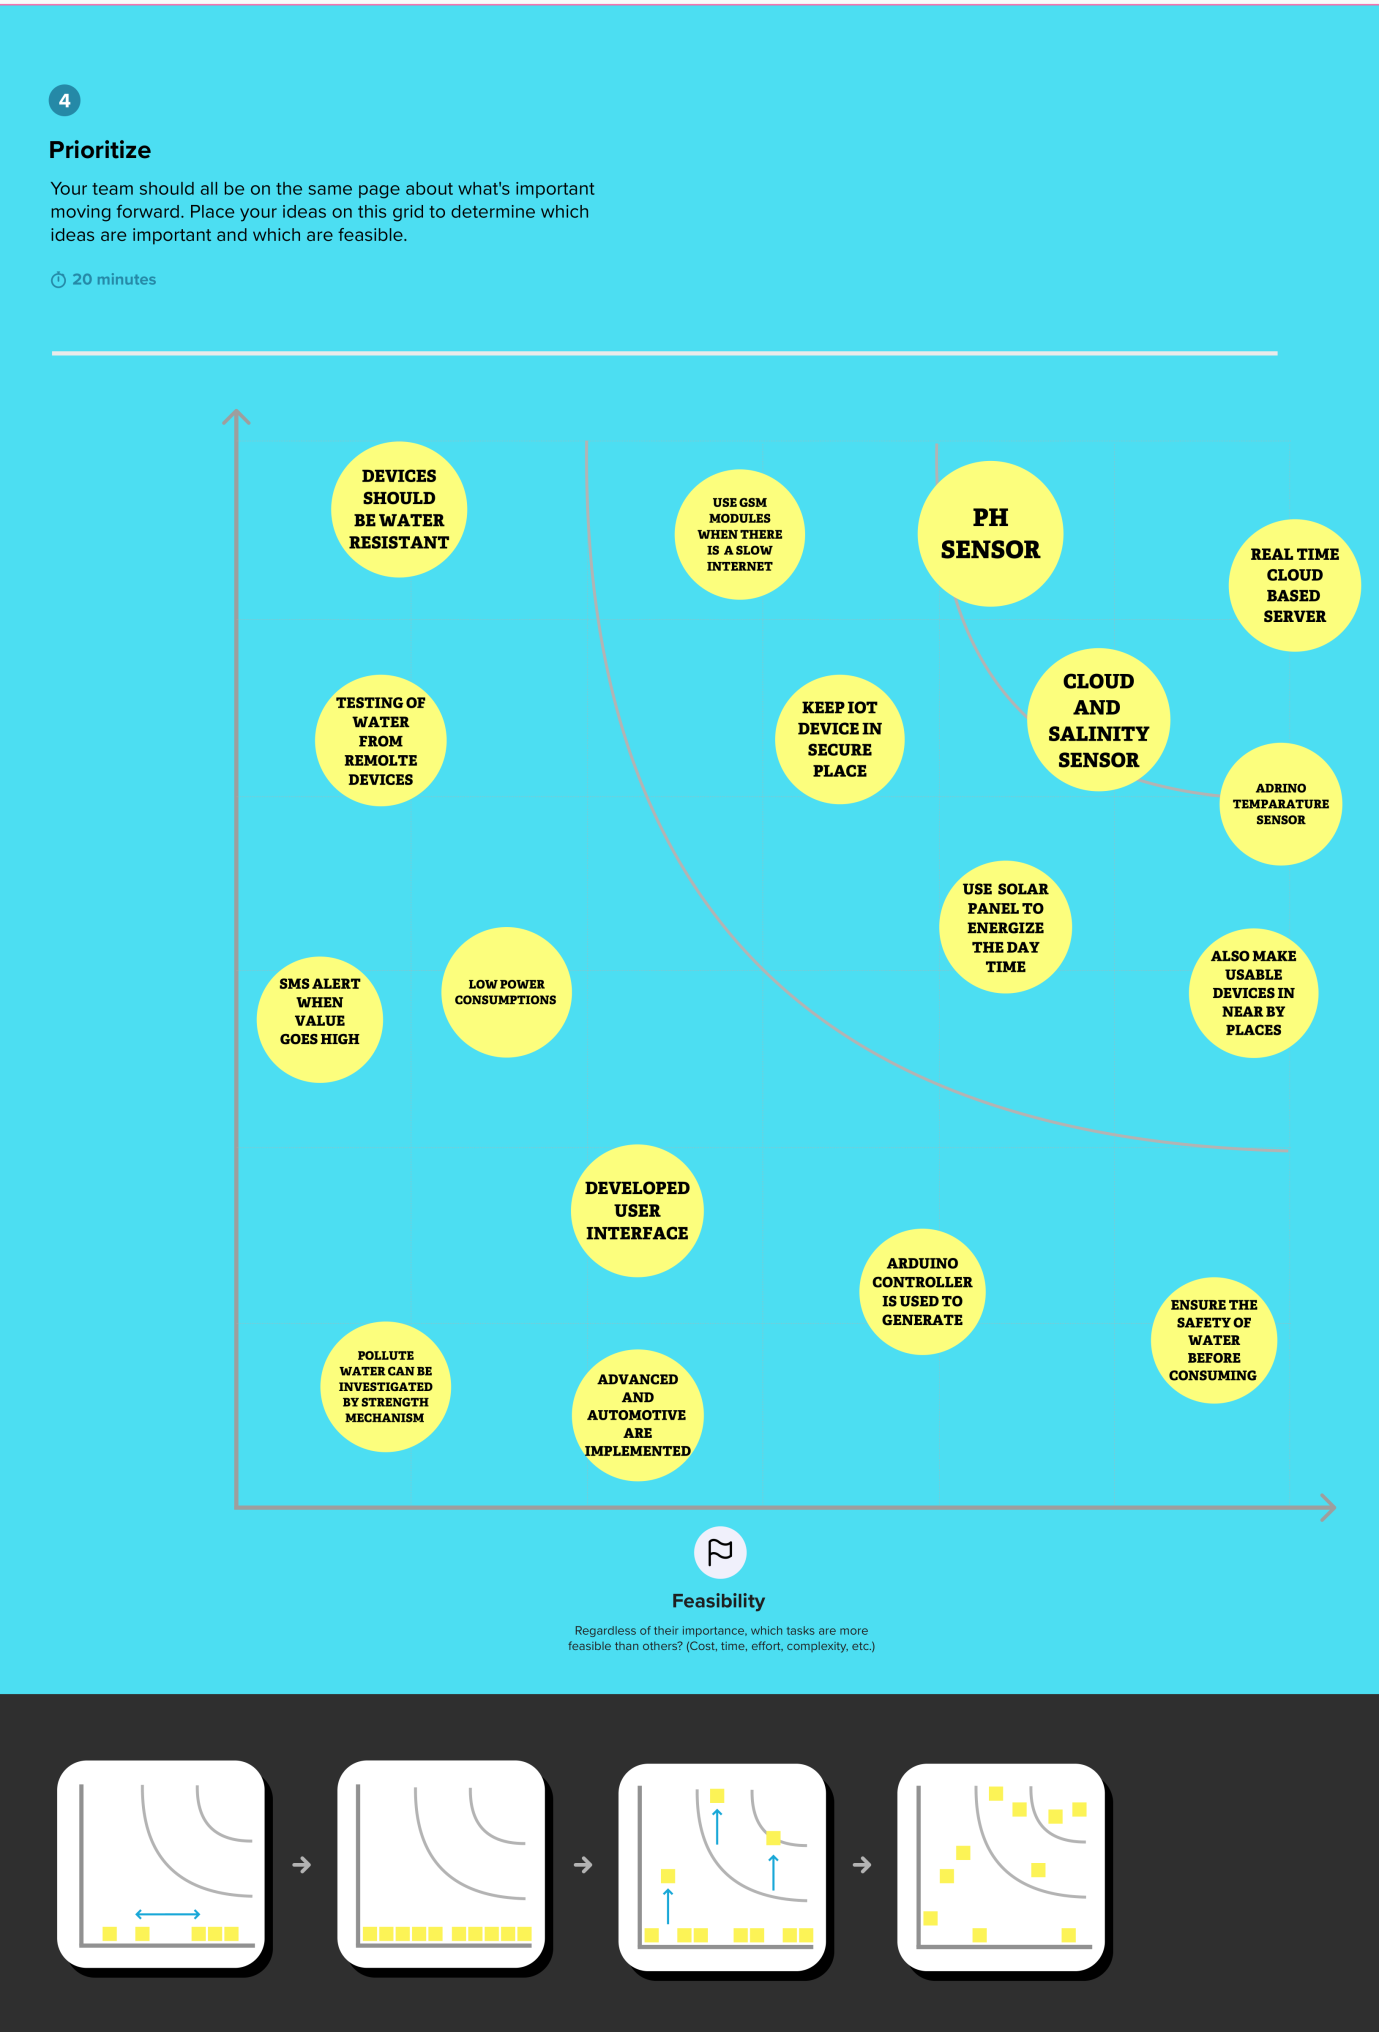 4
Prioritize
Your team should all be on the same page about what's important
moving forward. Place your ideas on this grid to determine which
ideas are important and which are feasible.
20 minutes
DEVICES
SHOULD
BE WATER
RESISTANT
USE GSM
MODULES
WHEN THERE
IS A SLOW
INTERNET
PH
SENSOR
REAL TIME
CLOUD
BASED
SERVER
TESTING OF
WATER
FROM
REMOLTE
DEVICES
KEEP IOT
DEVICE IN
SECURE
PLACE
CLOUD
AND
SALINITY
SENSOR
ADRINO
TEMPARATURE
SENSOR
USE SOLAR
PANEL TO
ENERGIZE
THE DAY
TIME
SMS ALERT
WHEN
VALUE
GOES HIGH
LOW POWER
CONSUMPTIONS
ALSO MAKE
USABLE
DEVICES IN
NEAR BY
PLACES
DEVELOPED
USER
INTERFACE
ARDUINO
CONTROLLER
IS USED TO
GENERATE
ENSURE THE
SAFETY OF
WATER
BEFORE
CONSUMING
POLLUTE
WATER CAN BE
INVESTIGATED
BY STRENGTH
MECHANISM
ADVANCED
AND
AUTOMOTIVE
ARE
IMPLEMENTED
Feasibility
Regardless of their importance, which tasks are more
feasible than others? (Cost, time, effort, complexity, etc.)